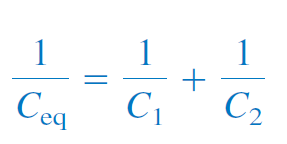 1/C_eq = 1/C_1 + 1/C_2